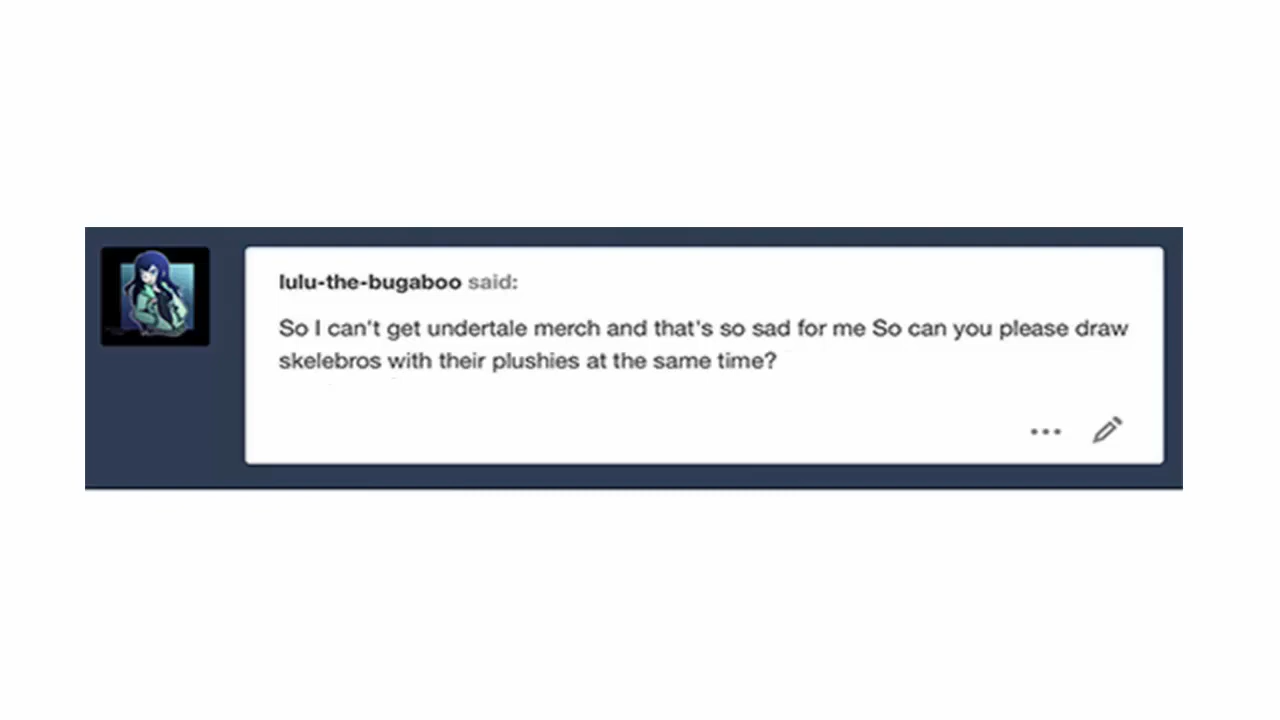 lulu-the-bugaboo said:
So I can't get undertale merch and that's so sad for me So can you please draw
skelebros with their plushies at the same time?